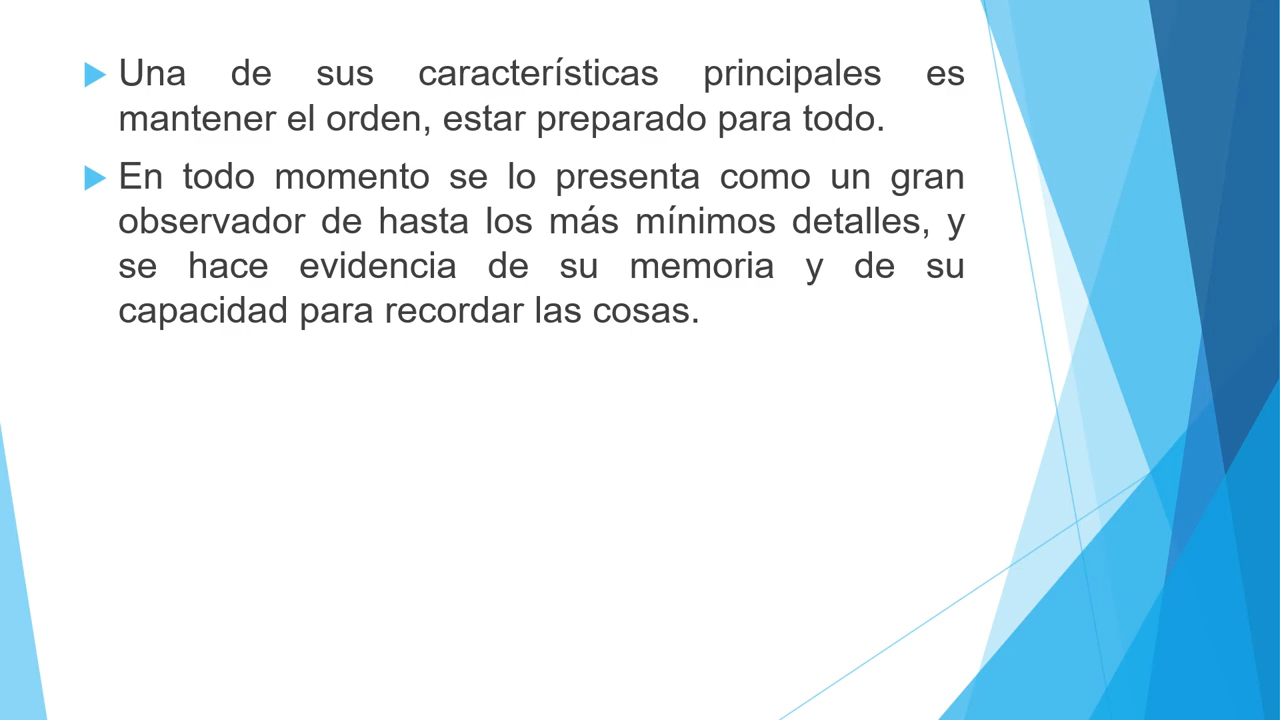 Una de sus características principales es
mantener el orden, estar preparado para todo.
En todo momento se lo presenta como un gran
observador de hasta los más mínimos detalles, y
se hace evidencia de su memoria y de su
capacidad para recordar las cosas.